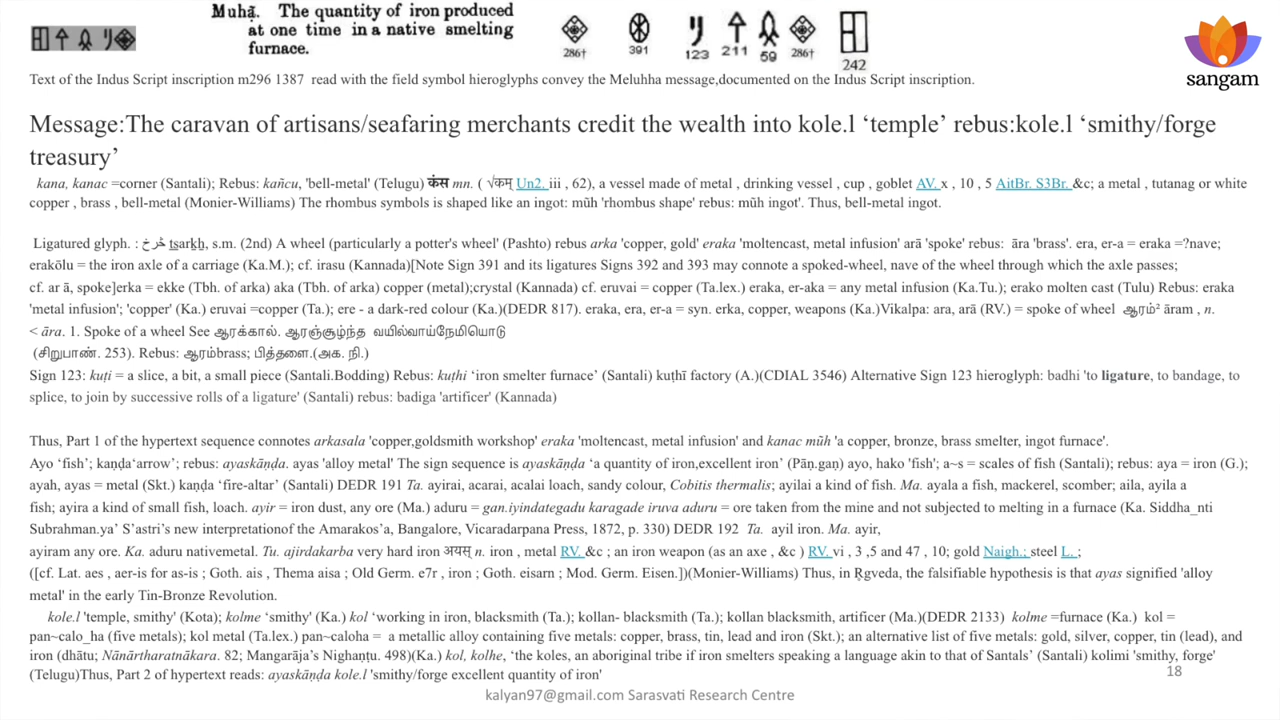 Muhã. The quantity of iron produced
at one time in a native smelting
furnace.
286† 391 123 211 59 286† 242
sangam
Text of the Indus Script inscription m296 1387 read with the field symbol hieroglyphs convey the Meluhha message,documented on the Indus Script inscription.
Message:The caravan of artisans/seafaring merchants credit the wealth into kole.l ‘temple’ rebus:kole.l ‘smithy/forge
treasury’
kana, kanac =corner (Santali); Rebus: kañcu, 'bell-metal' (Telugu) कंस mn. ( √कम् Un2. iii , 62), a vessel made of metal , drinking vessel , cup , goblet AV. x , 10 , 5 AitBr. S3Br. &c; a metal , tutanag or white
copper , brass , bell-metal (Monier-Williams) The rhombus symbols is shaped like an ingot: mũh 'rhombus shape' rebus: mũh ingot'. Thus, bell-metal ingot.
Ligatured glyph. : څرخ tsarkh, s.m. (2nd) A wheel (particularly a potter's wheel' (Pashto) rebus arka 'copper, gold' eraka 'moltencast, metal infusion' arā 'spoke' rebus: āra 'brass'. era, er-a = eraka =?nave;
erakōlu = the iron axle of a carriage (Ka.M.); cf. irasu (Kannada)[Note Sign 391 and its ligatures Signs 392 and 393 may connote a spoked-wheel, nave of the wheel through which the axle passes;
cf. ar ā, spoke]erka = ekke (Tbh. of arka) aka (Tbh. of arka) copper (metal);crystal (Kannada) cf. eruvai = copper (Ta.lex.) eraka, er-aka = any metal infusion (Ka.Tu.); erako molten cast (Tulu) Rebus: eraka
'metal infusion'; 'copper' (Ka.) eruvai =copper (Ta.); ere - a dark-red colour (Ka.)(DEDR 817). eraka, era, er-a = syn. erka, copper, weapons (Ka.)Vikalpa: ara, arā (RV.) = spoke of wheel ஆரம்² āram , n.
< āra. 1. Spoke of a wheel See ஆரக்கால். ஆரஞ்சூழ்ந்த வயில்வாய்நேமியொடு
(சிறுபாண். 253). Rebus: ஆரம்brass; பித்தளை.(அக. நி.)
Sign 123: kuṭi = a slice, a bit, a small piece (Santali.Bodding) Rebus: kuṭhi ‘iron smelter furnace’ (Santali) kuṭhī factory (A.)(CDIAL 3546) Alternative Sign 123 hieroglyph: badhi 'to ligature, to bandage, to
splice, to join by successive rolls of a ligature' (Santali) rebus: badiga 'artificer' (Kannada)
Thus, Part 1 of the hypertext sequence connotes arkasala 'copper,goldsmith workshop' eraka 'moltencast, metal infusion' and kanac mũh 'a copper, bronze, brass smelter, ingot furnace'.
Ayo ‘fish’; kaṇḍa‘arrow’; rebus: ayaskāṇḍa. ayas 'alloy metal' The sign sequence is ayaskāṇḍa ‘a quantity of iron,excellent iron’ (Pāṇ.gaṇ) ayo, hako 'fish'; a~s = scales of fish (Santali); rebus: aya = iron (G.);
ayah, ayas = metal (Skt.) kaṇḍa ‘fire-altar’ (Santali) DEDR 191 Ta. ayirai, acarai, acalai loach, sandy colour, Cobitis thermalis; ayilai a kind of fish. Ma. ayala a fish, mackerel, scomber; aila, ayila a
fish; ayira a kind of small fish, loach. ayir = iron dust, any ore (Ma.) aduru = gan.iyindategadu karagade iruva aduru = ore taken from the mine and not subjected to melting in a furnace (Ka. Siddha_nti
Subrahman.ya’ S’astri’s new interpretationof the Amarakos’a, Bangalore, Vicaradarpana Press, 1872, p. 330) DEDR 192 Ta. ayil iron. Ma. ayir,
ayiram any ore. Ka. aduru nativemetal. Tu. ajirdakarba very hard iron अयस् n. iron , metal RV. &c ; an iron weapon (as an axe , &c ) RV. vi , 3 ,5 and 47 , 10; gold Naigh.; steel L. ;
([cf. Lat. aes , aer-is for as-is ; Goth. ais , Thema aisa ; Old Germ. e7r , iron ; Goth. eisarn ; Mod. Germ. Eisen.])(Monier-Williams) Thus, in Ṛgveda, the falsifiable hypothesis is that ayas signified 'alloy
metal' in the early Tin-Bronze Revolution.
kole.l 'temple, smithy' (Kota); kolme ‘smithy' (Ka.) kol ‘working in iron, blacksmith (Ta.); kollan- blacksmith (Ta.); kollan blacksmith, artificer (Ma.)(DEDR 2133) kolme =furnace (Ka.) kol =
pan~calo_ha (five metals); kol metal (Ta.lex.) pan~caloha = a metallic alloy containing five metals: copper, brass, tin, lead and iron (Skt.); an alternative list of five metals: gold, silver, copper, tin (lead), and
iron (dhātu; Nānārtharatnākara. 82; Mangarāja’s Nighaṇṭu. 498)(Ka.) kol, kolhe, ‘the koles, an aboriginal tribe if iron smelters speaking a language akin to that of Santals’ (Santali) kolimi 'smithy, forge'
(Telugu)Thus, Part 2 of hypertext reads: ayaskāṇḍa kole.l 'smithy/forge excellent quantity of iron'
18
kalyan97@gmail.com Sarasvati Research Centre